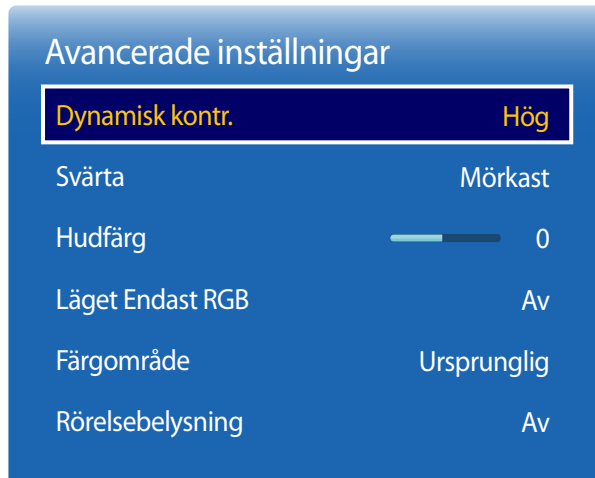 Avancerade inställningar
Dynamisk kontr. Hög
Svärta Mörkast
Hudfärg 0
Läget Endast RGB Av
Färgområde Ursprunglig
Rörelsebelysning Av